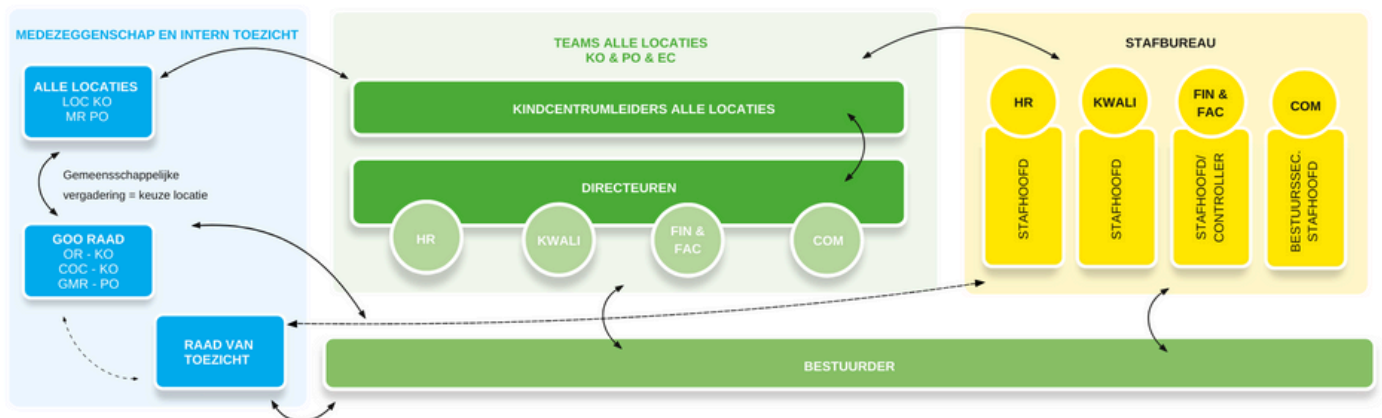 MEDEZEGGENSCHAP EN INTERN TOEZICHT
ALLE LOCATIES
LOC KO
MR PO
Gemeensschappelijke
vergadering = keuze locatie
GOO RAAD
OR - KO
COC - KO
GMR - PO
RAAD VAN
TOEZICHT
TEAMS ALLE LOCATIES
KO & PO & EC
KINDCENTRUMLEIDERS ALLE LOCATIES
DIRECTEUREN
HR
KWALI
FIN &
FAC
COM
STAFBUREAU
HR
KWALI
FIN &
FAC
COM
STAFHOOFD
STAFHOOFD
STAFHOOFD/
CONTROLLER
BESTUURSSEC.
STAFHOOFD
BESTUURDER